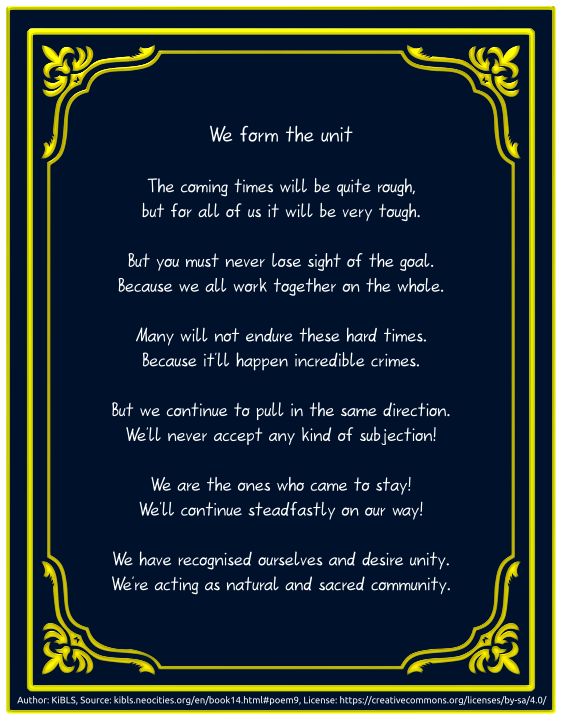 We form the unit
The coming times will be quite rough,
but for all of us it will be very tough.
But you must never lose sight of the goal.
Because we all work together on the whole.
Many will not endure these hard times.
Because it'll happen incredible crimes.
But we continue to pull in the same direction.
We'll never accept any kind of subjection!
We are the ones who came to stay!
We'll continue steadfastly on our way!
We have recognised ourselves and desire unity.
We're acting as natural and sacred community.
Author: KiBLS, Source: kibls.neocities.org/en/book14.html#poem9, License: https://creativecommons.org/licenses/by-sa/4.0/